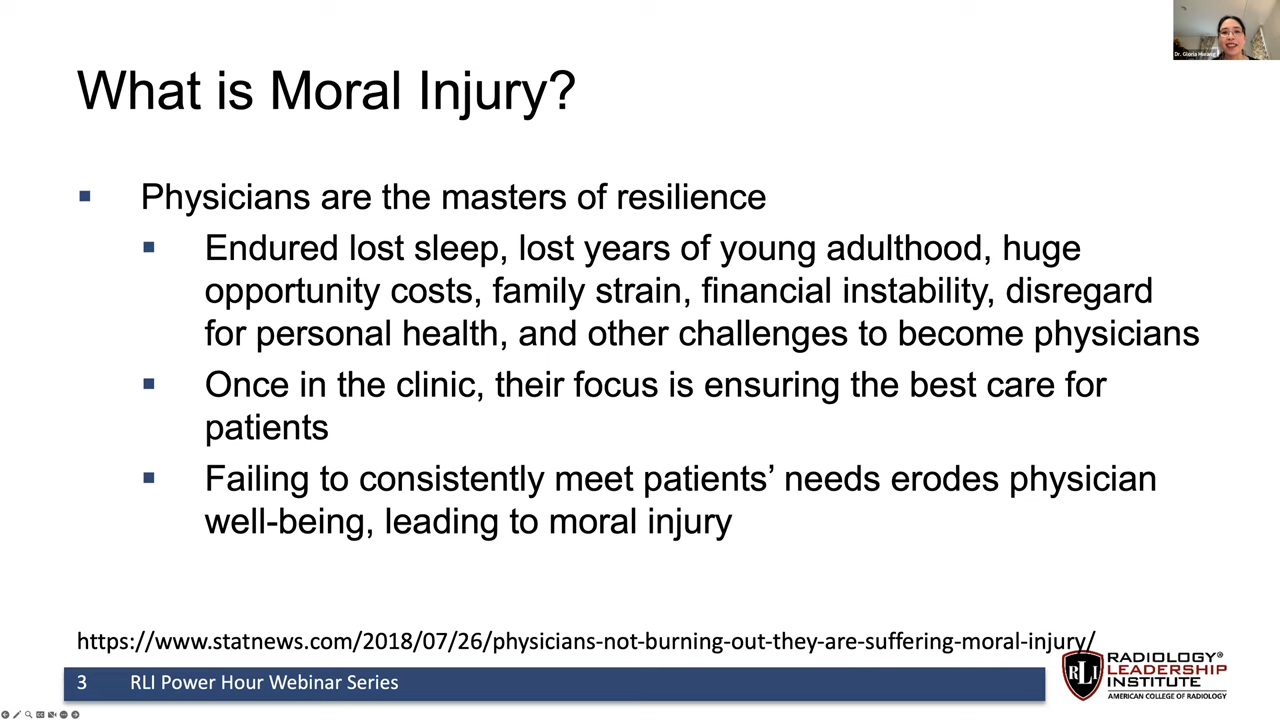 Dr. Gloria Hwang
What is Moral Injury?
▪ Physicians are the masters of resilience
▪ Endured lost sleep, lost years of young adulthood, huge
opportunity costs, family strain, financial instability, disregard
for personal health, and other challenges to become physicians
▪ Once in the clinic, their focus is ensuring the best care for
patients
▪ Failing to consistently meet patients’ needs erodes physician
well-being, leading to moral injury
https://www.statnews.com/2018/07/26/physicians-not-burning-out-they-are-suffering-moral-injury/
3 RLI Power Hour Webinar Series
RLI
RADIOLOGY®
LEADERSHIP
INSTITUTE
AMERICAN COLLEGE OF RADIOLOGY